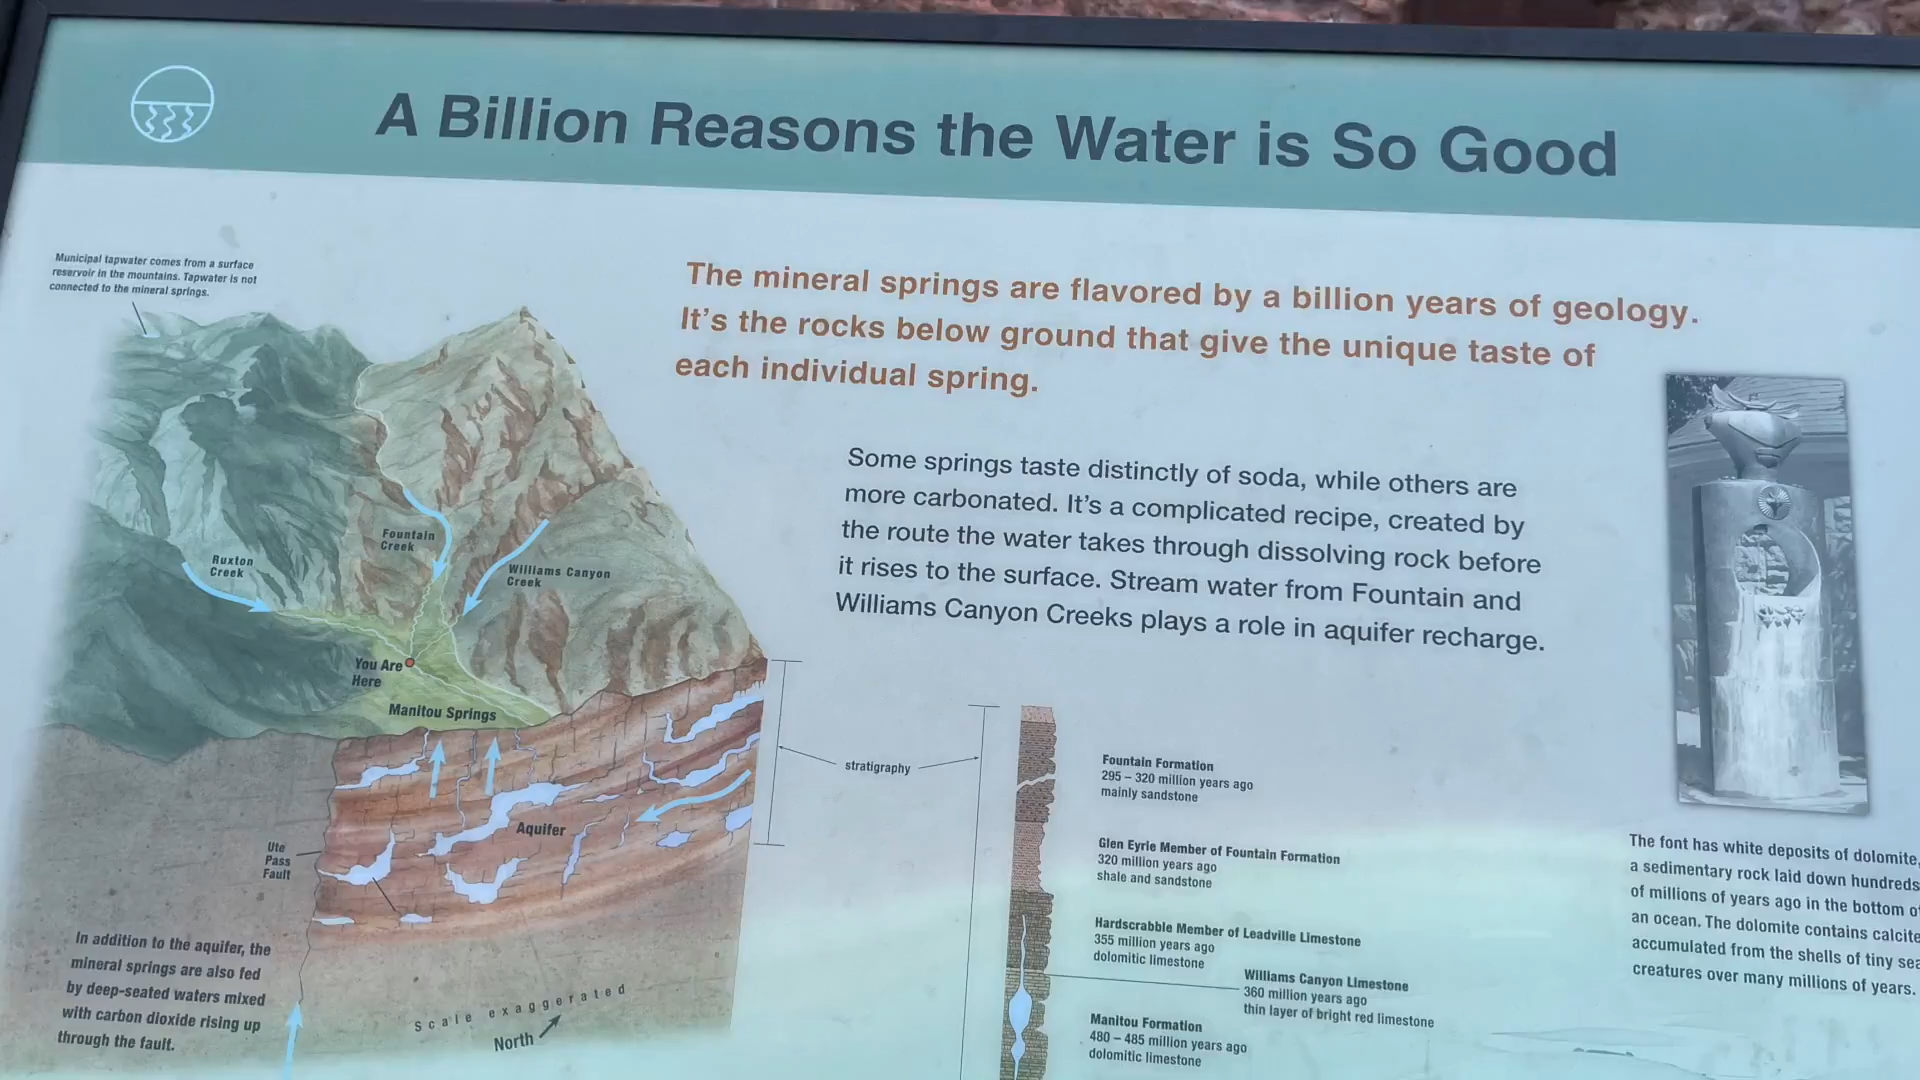 A Billion Reasons the Water is So Good
Municipal tapwater comes from a surface
reservoir in the mountains. Tapwater is not
connected to the mineral springs.
The mineral springs are flavored by a billion years of geology.
It's the rocks below ground that give the unique taste of
each individual spring.
Some springs taste distinctly of soda, while others are
more carbonated. It's a complicated recipe, created by
the route the water takes through dissolving rock before
it rises to the surface. Stream water from Fountain and
Williams Canyon Creeks plays a role in aquifer recharge.
Fountain
Creek
Ruxton
Creek
Williams Canyon
Creek
You Are
Here
Manitou Springs
Aquifer
Ute
Pass
Fault
In addition to the aquifer, the
mineral springs are also fed
by deep-seated waters mixed
with carbon dioxide rising up
through the fault.
Scale exaggerated
North
stratigraphy
Fountain Formation
295 – 320 million years ago
mainly sandstone
Glen Eyrie Member of Fountain Formation
320 million years ago
shale and sandstone
Hardscrabble Member of Leadville Limestone
355 million years ago
dolomitic limestone
Williams Canyon Limestone
360 million years ago
thin layer of bright red limestone
Manitou Formation
480 – 485 million years ago
dolomitic limestone
The font has white deposits of dolomite,
a sedimentary rock laid down hundreds
of millions of years ago in the bottom of
an ocean. The dolomite contains calcite
accumulated from the shells of tiny sea
creatures over many millions of years.